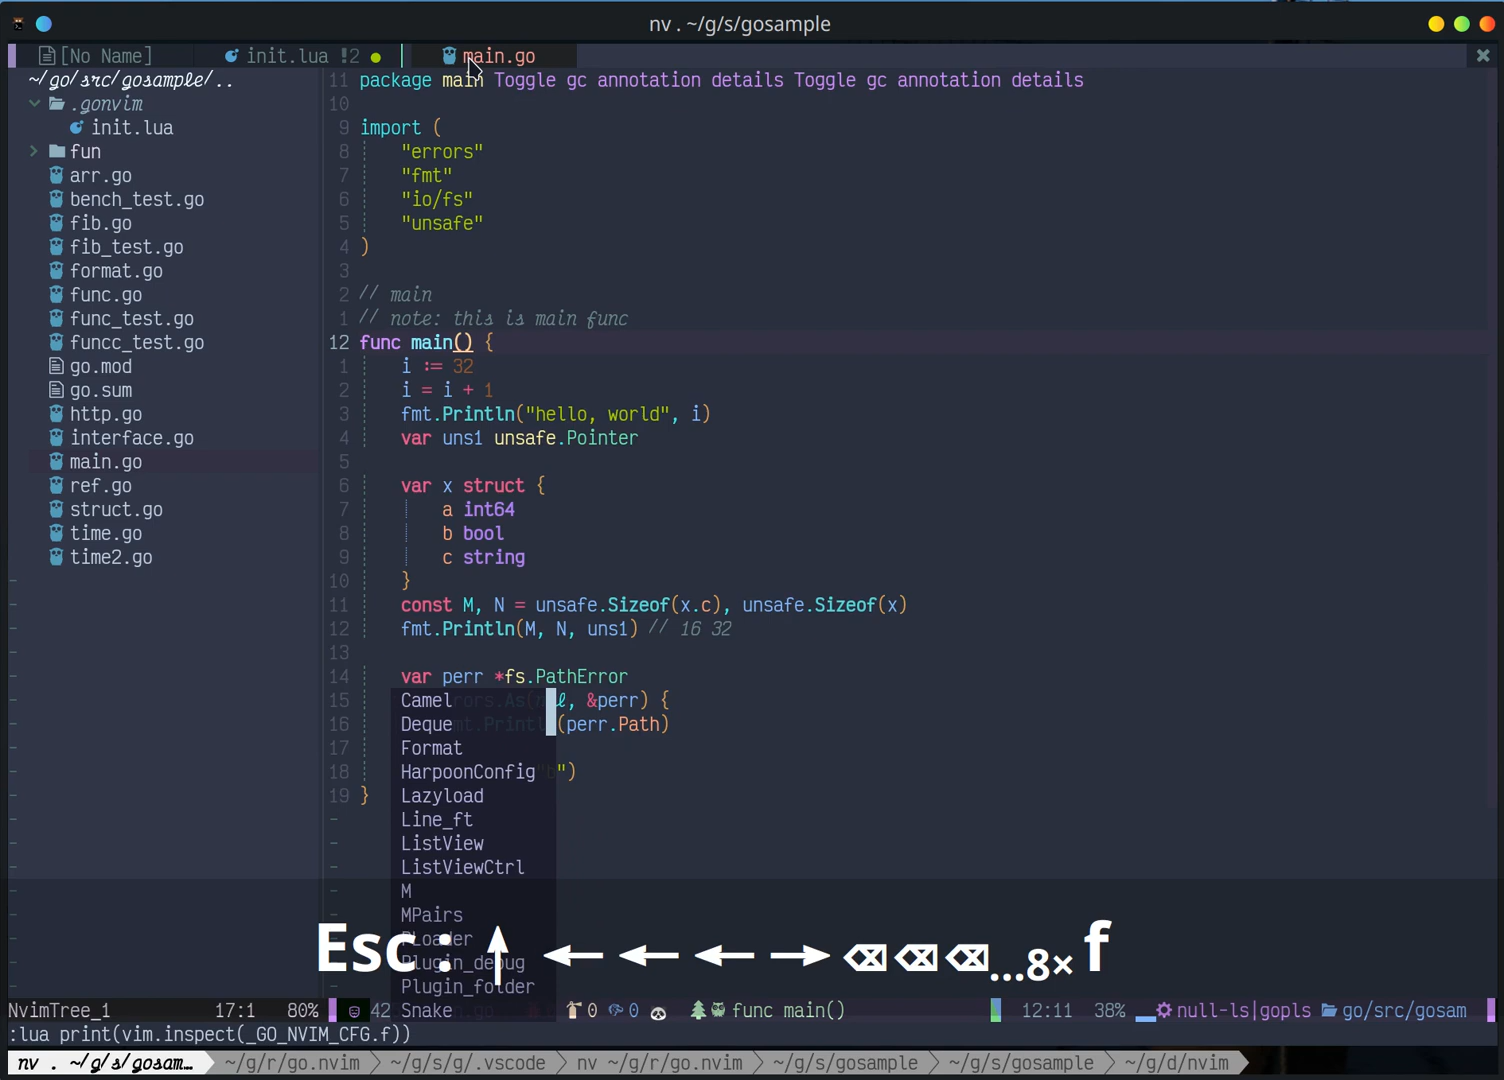 nv . ~/g/s/gosample
[No Name] init.lua !2 main.go
~/go/src/gosample/..
.gonvim
init.lua
fun
arr.go
bench_test.go
fib.go
fib_test.go
format.go
func.go
func_test.go
funcc_test.go
go.mod
go.sum
http.go
interface.go
main.go
ref.go
struct.go
time.go
time2.go
11 package main Toggle gc annotation details Toggle gc annotation details
10
9 import (
8 "errors"
7 "fmt"
6 "io/fs"
5 "unsafe"
4 )
3
2 // main
1 // note: this is main func
12 func main() {
1 i := 32
2 i = i + 1
3 fmt.Println("hello, world", i)
4 var uns1 unsafe.Pointer
5
6 var x struct {
7 a int64
8 b bool
9 c string
10 }
11 const M, N = unsafe.Sizeof(x.c), unsafe.Sizeof(x)
12 fmt.Println(M, N, uns1) // 16 32
13
14 var perr *fs.PathError
15 &perr) {
16 (perr.Path)
17
18 ")
19 }
Camel
Deque
Format
HarpoonConfig
Lazyload
Line_ft
ListView
ListViewCtrl
M
MPairs
PLoader
Plugin_debug
Plugin_folder
Snake
Esc : ↑ ← ← ← → ⌫⌫⌫...8× f
NvimTree_1 17:1 80% 42 0 0 func main() 12:11 38% null-ls|gopls go/src/gosam
:lua print(vim.inspect(_GO_NVIM_CFG.f))
nv . ~/g/s/gosam… ~/g/r/go.nvim ~/g/s/g/.vscode nv ~/g/r/go.nvim ~/g/s/gosample ~/g/s/gosample ~/g/d/nvim